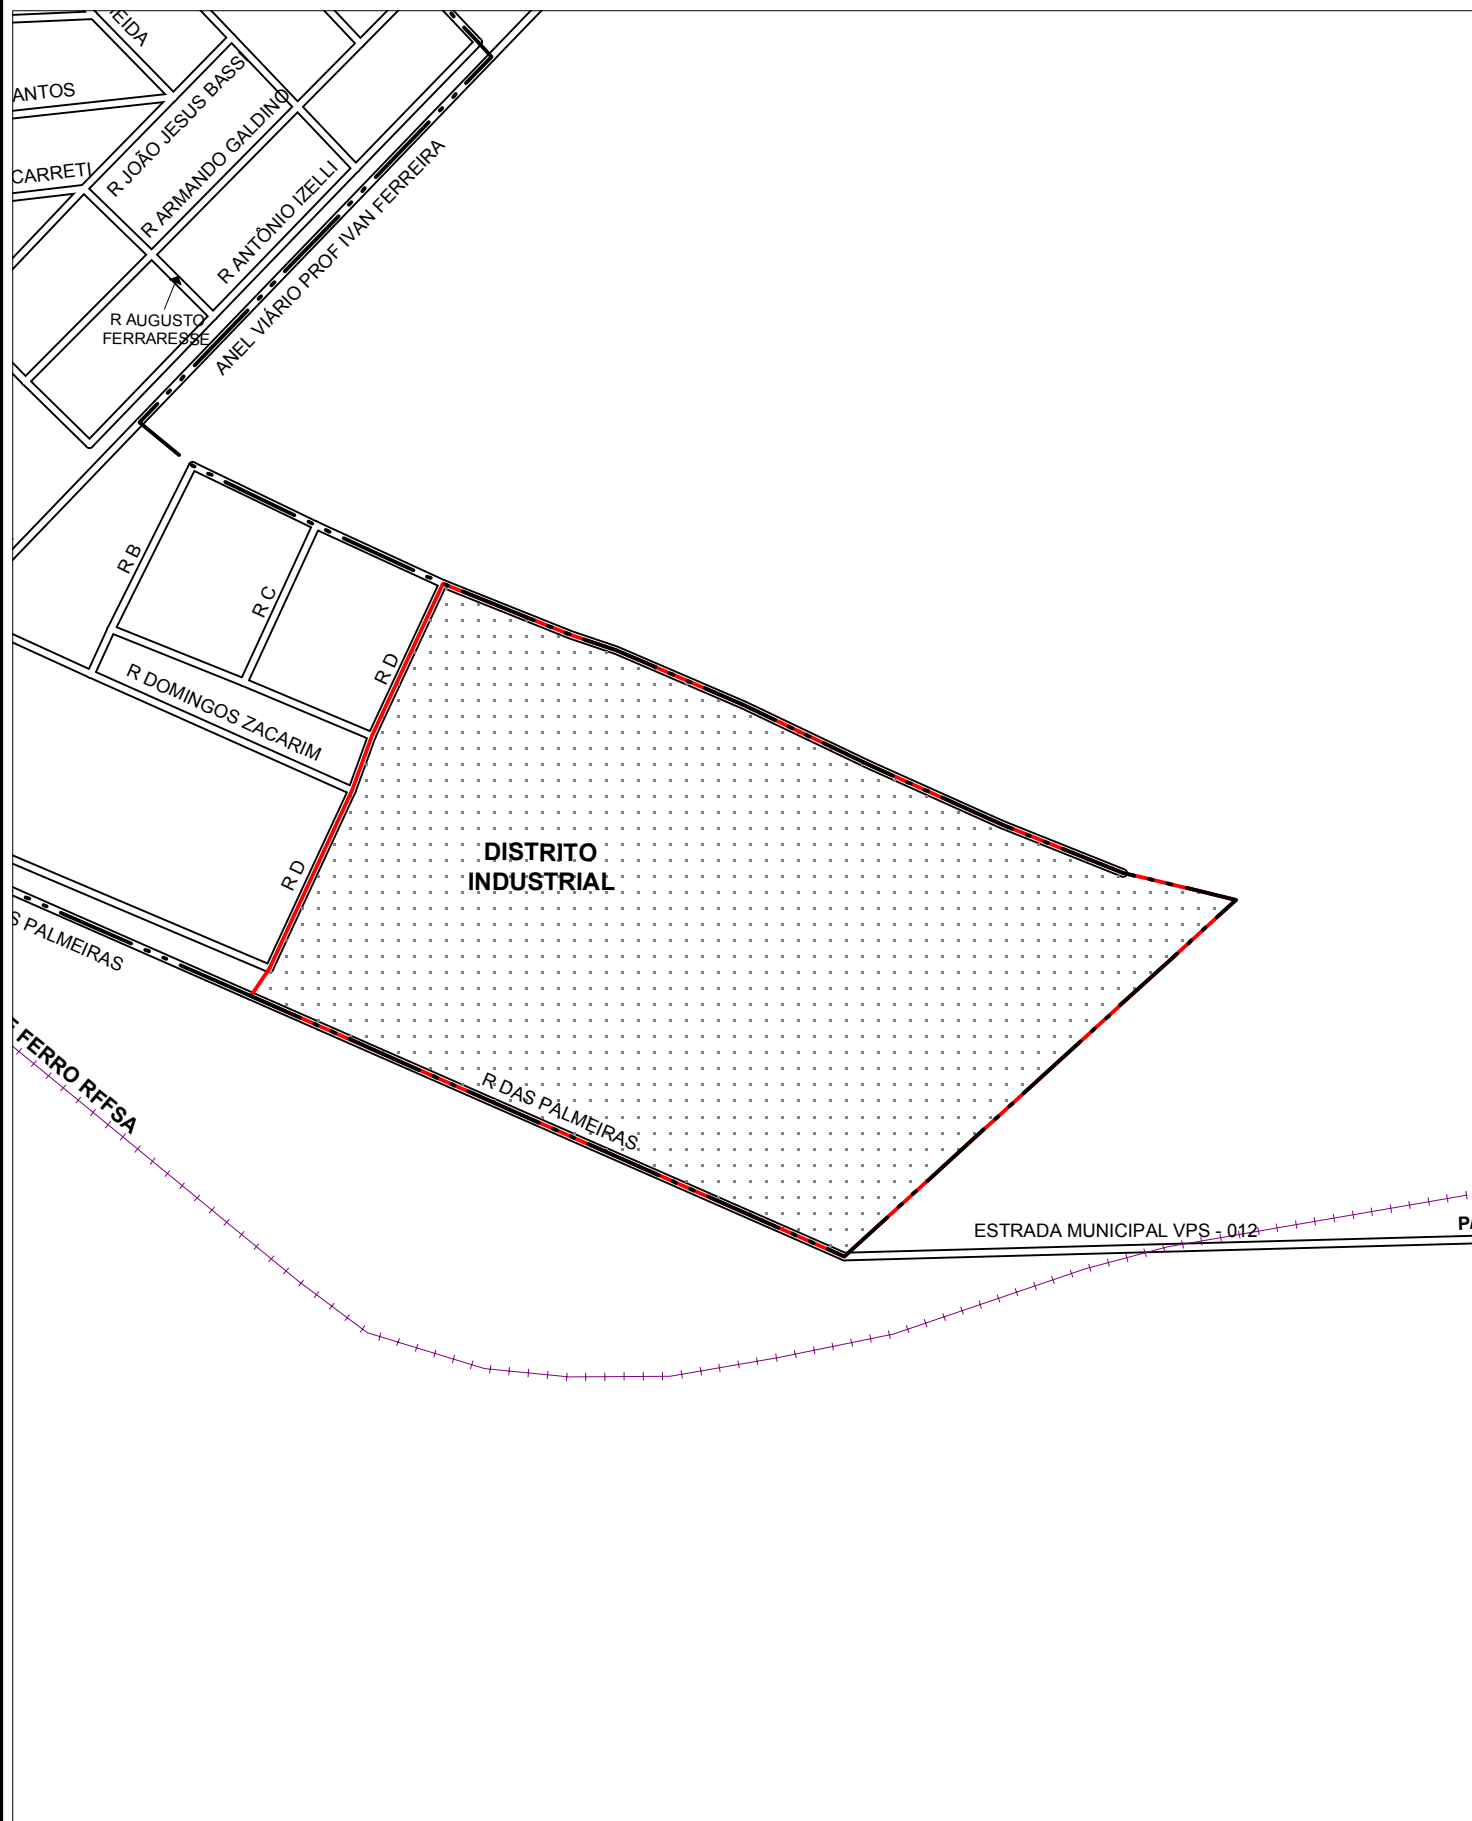 EIDA
ANTOS
R JOÃO JESUS BASS
CARRETI
R ARMANDO GALDINO
R ANTÔNIO IZELLI
ANEL VIÁRIO PROF IVAN FERREIRA
R AUGUSTO
FERRARESSE
R B
R C
R D
R DOMINGOS ZACARIM
DISTRITO
INDUSTRIAL
R D
S PALMEIRAS
FERRO RFFSA
R DAS PALMEIRAS
ESTRADA MUNICIPAL VPS - 012